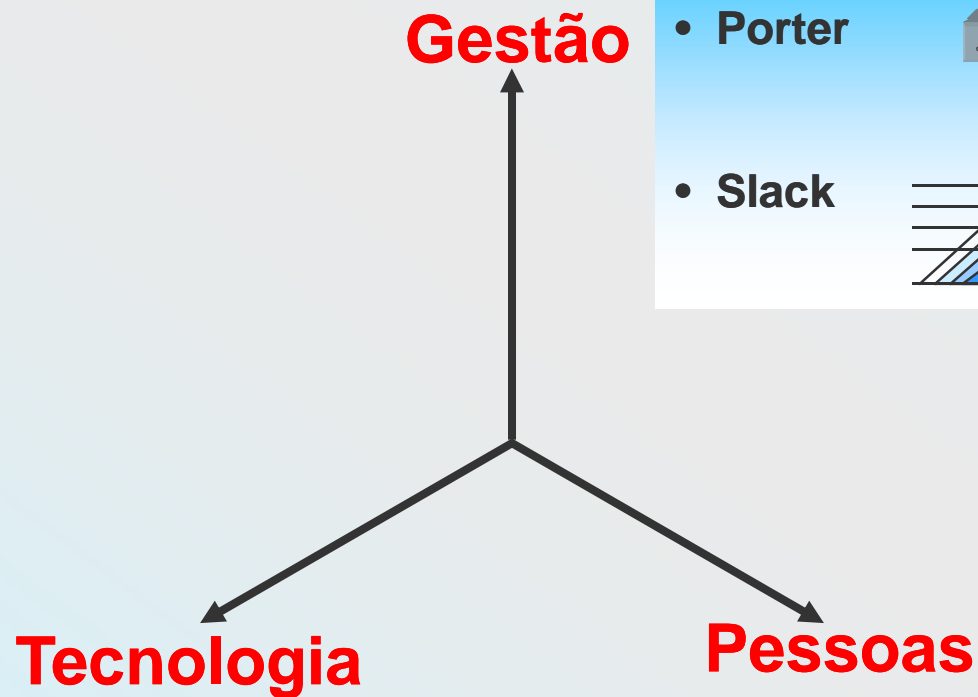 Gestão
• Porter
• Slack
Tecnologia
Pessoas